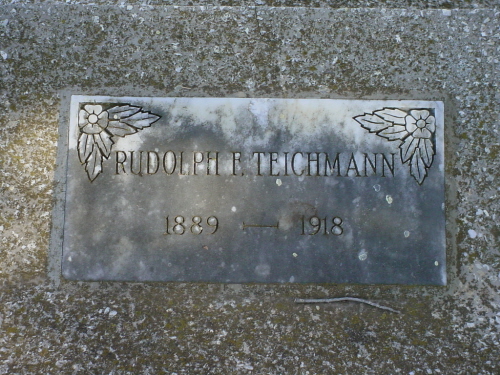 RUDOLPH F. TEICHMANN
1889 — 1918